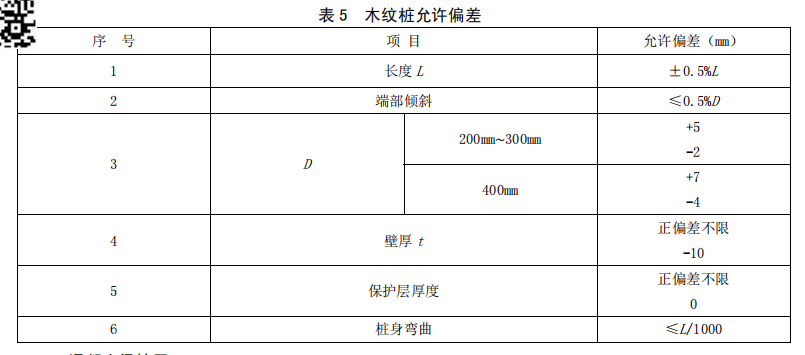 表 5 木纹桩允许偏差
序 号 项 目 允许偏差（mm）
1 长度 L ±0.5%L
2 端部倾斜 ≤0.5%D
3 D 200mm~300mm +5
-2
400mm +7
-4
4 壁厚 t 正偏差不限
-10
5 保护层厚度 正偏差不限
0
6 桩身弯曲 ≤L/1000